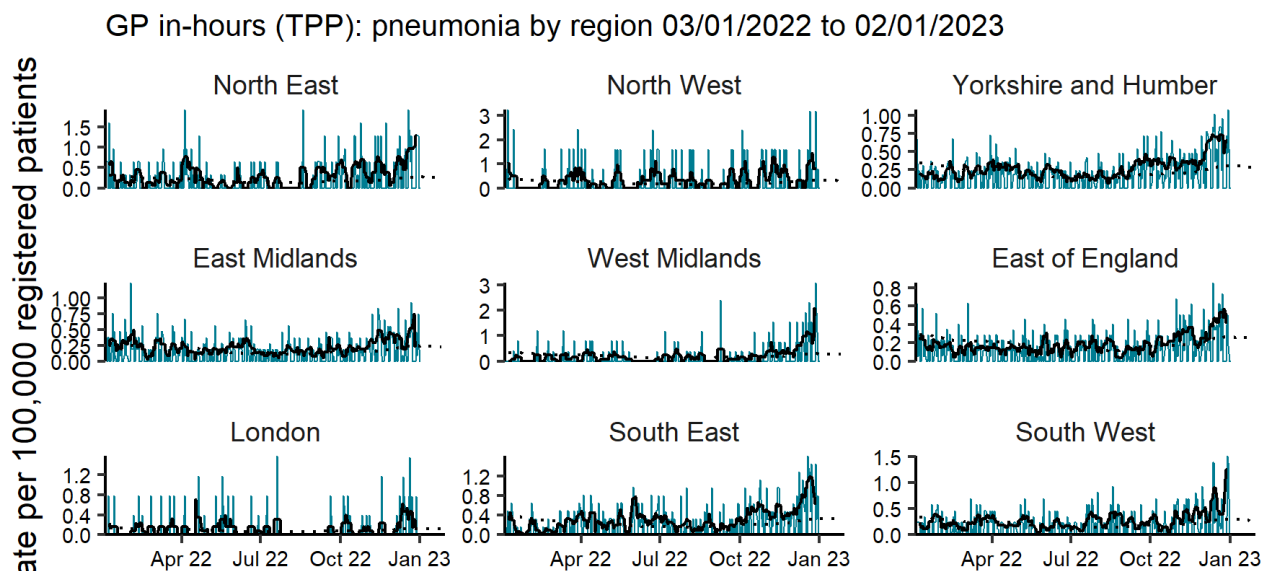 GP in-hours (TPP): pneumonia by region 03/01/2022 to 02/01/2023
per 100,000 registered patients
North East
1.5
1.0
0.5
0.0
North West
3
2
1
0
Yorkshire and Humber
1.00
0.75
0.50
0.25
0.00
East Midlands
1.00
0.75
0.50
0.25
0.00
West Midlands
3
2
1
0
East of England
0.8
0.6
0.4
0.2
0.0
London
1.2
0.8
0.4
0.0
South East
1.2
0.8
0.4
0.0
South West
1.5
1.0
0.5
0.0
Apr 22 Jul 22 Oct 22 Jan 23
Apr 22 Jul 22 Oct 22 Jan 23
Apr 22 Jul 22 Oct 22 Jan 23